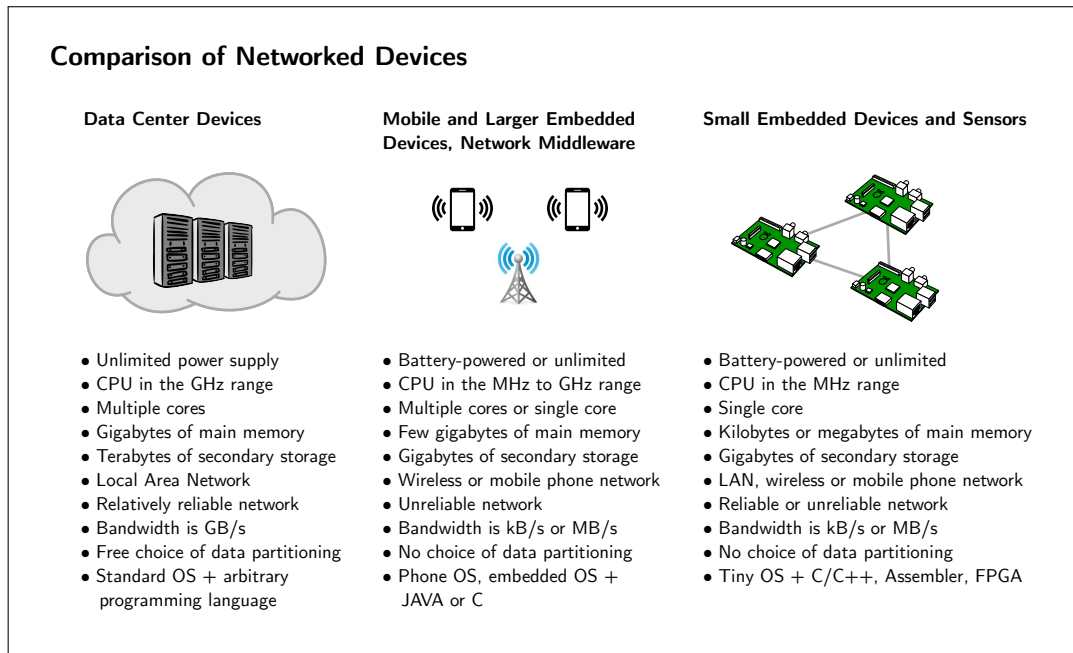 Comparison of Networked Devices
Data Center Devices
• Unlimited power supply
• CPU in the GHz range
• Multiple cores
• Gigabytes of main memory
• Terabytes of secondary storage
• Local Area Network
• Relatively reliable network
• Bandwidth is GB/s
• Free choice of data partitioning
• Standard OS + arbitrary
programming language
Mobile and Larger Embedded
Devices, Network Middleware
• Battery-powered or unlimited
• CPU in the MHz to GHz range
• Multiple cores or single core
• Few gigabytes of main memory
• Gigabytes of secondary storage
• Wireless or mobile phone network
• Unreliable network
• Bandwidth is kB/s or MB/s
• No choice of data partitioning
• Phone OS, embedded OS +
JAVA or C
Small Embedded Devices and Sensors
• Battery-powered or unlimited
• CPU in the MHz range
• Single core
• Kilobytes or megabytes of main memory
• Gigabytes of secondary storage
• LAN, wireless or mobile phone network
• Reliable or unreliable network
• Bandwidth is kB/s or MB/s
• No choice of data partitioning
• Tiny OS + C/C++, Assembler, FPGA